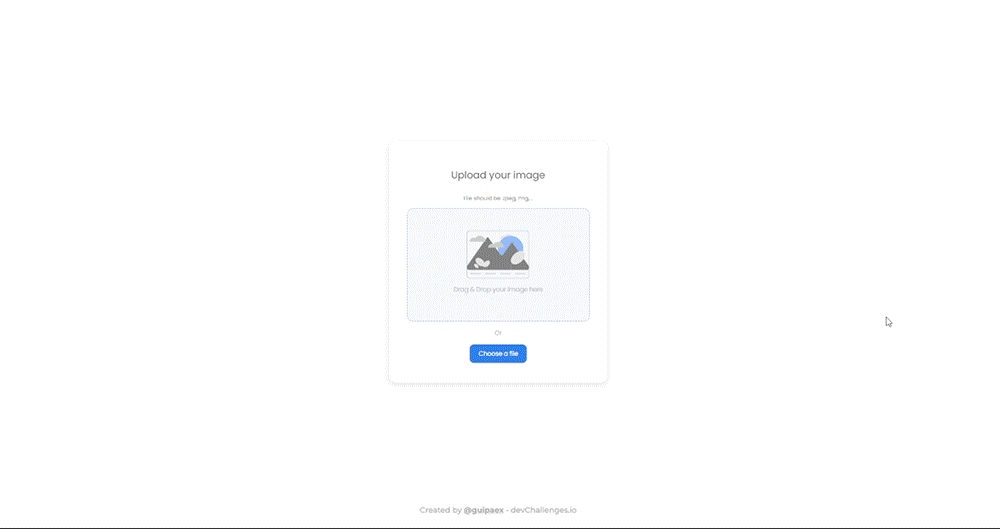 Upload your image
File should be Jpeg, Png,...
Drag & Drop your image here
Or
Choose a file
Created by @guipaex - devChallenges.io